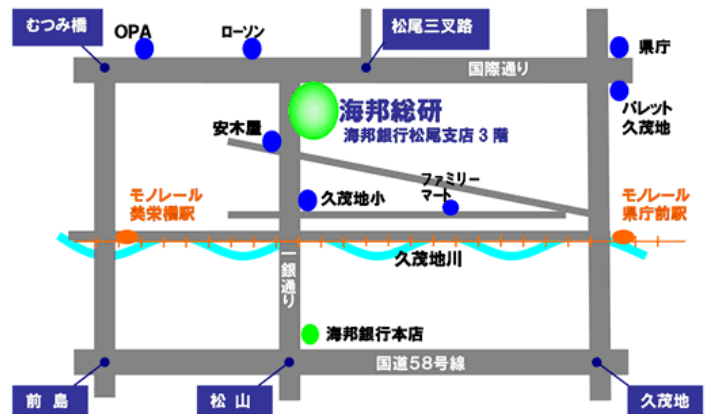 むつみ橋
OPA
ローソン
松尾三叉路
県庁
国際通り
海邦総研
海邦銀行松尾支店3階
パレット
久茂地
安木屋
ファミリー
マート
モノレール
美栄橋駅
久茂地小
モノレール
県庁前駅
一銀通り
久茂地川
海邦銀行本店
国道58号線
前島
松山
久茂地